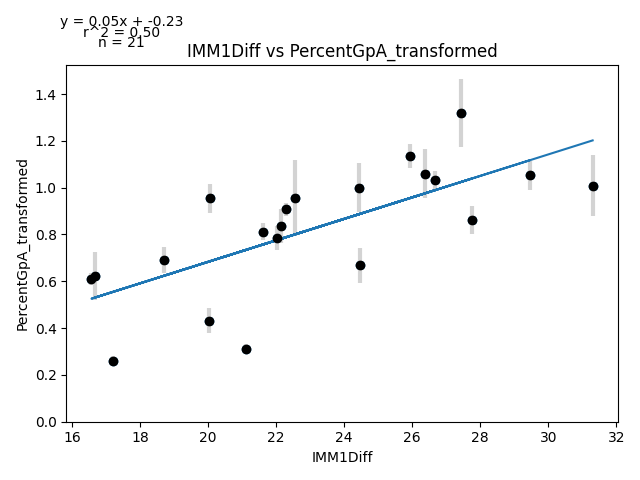 y = 0.05x + -0.23
r^2 = 0.50
n = 21
IMM1Diff vs PercentGpA_transformed
1.4
1.2
1.0
0.8
0.6
0.4
0.2
0.0
PercentGpA_transformed
16 18 20 22 24 26 28 30 32
IMM1Diff